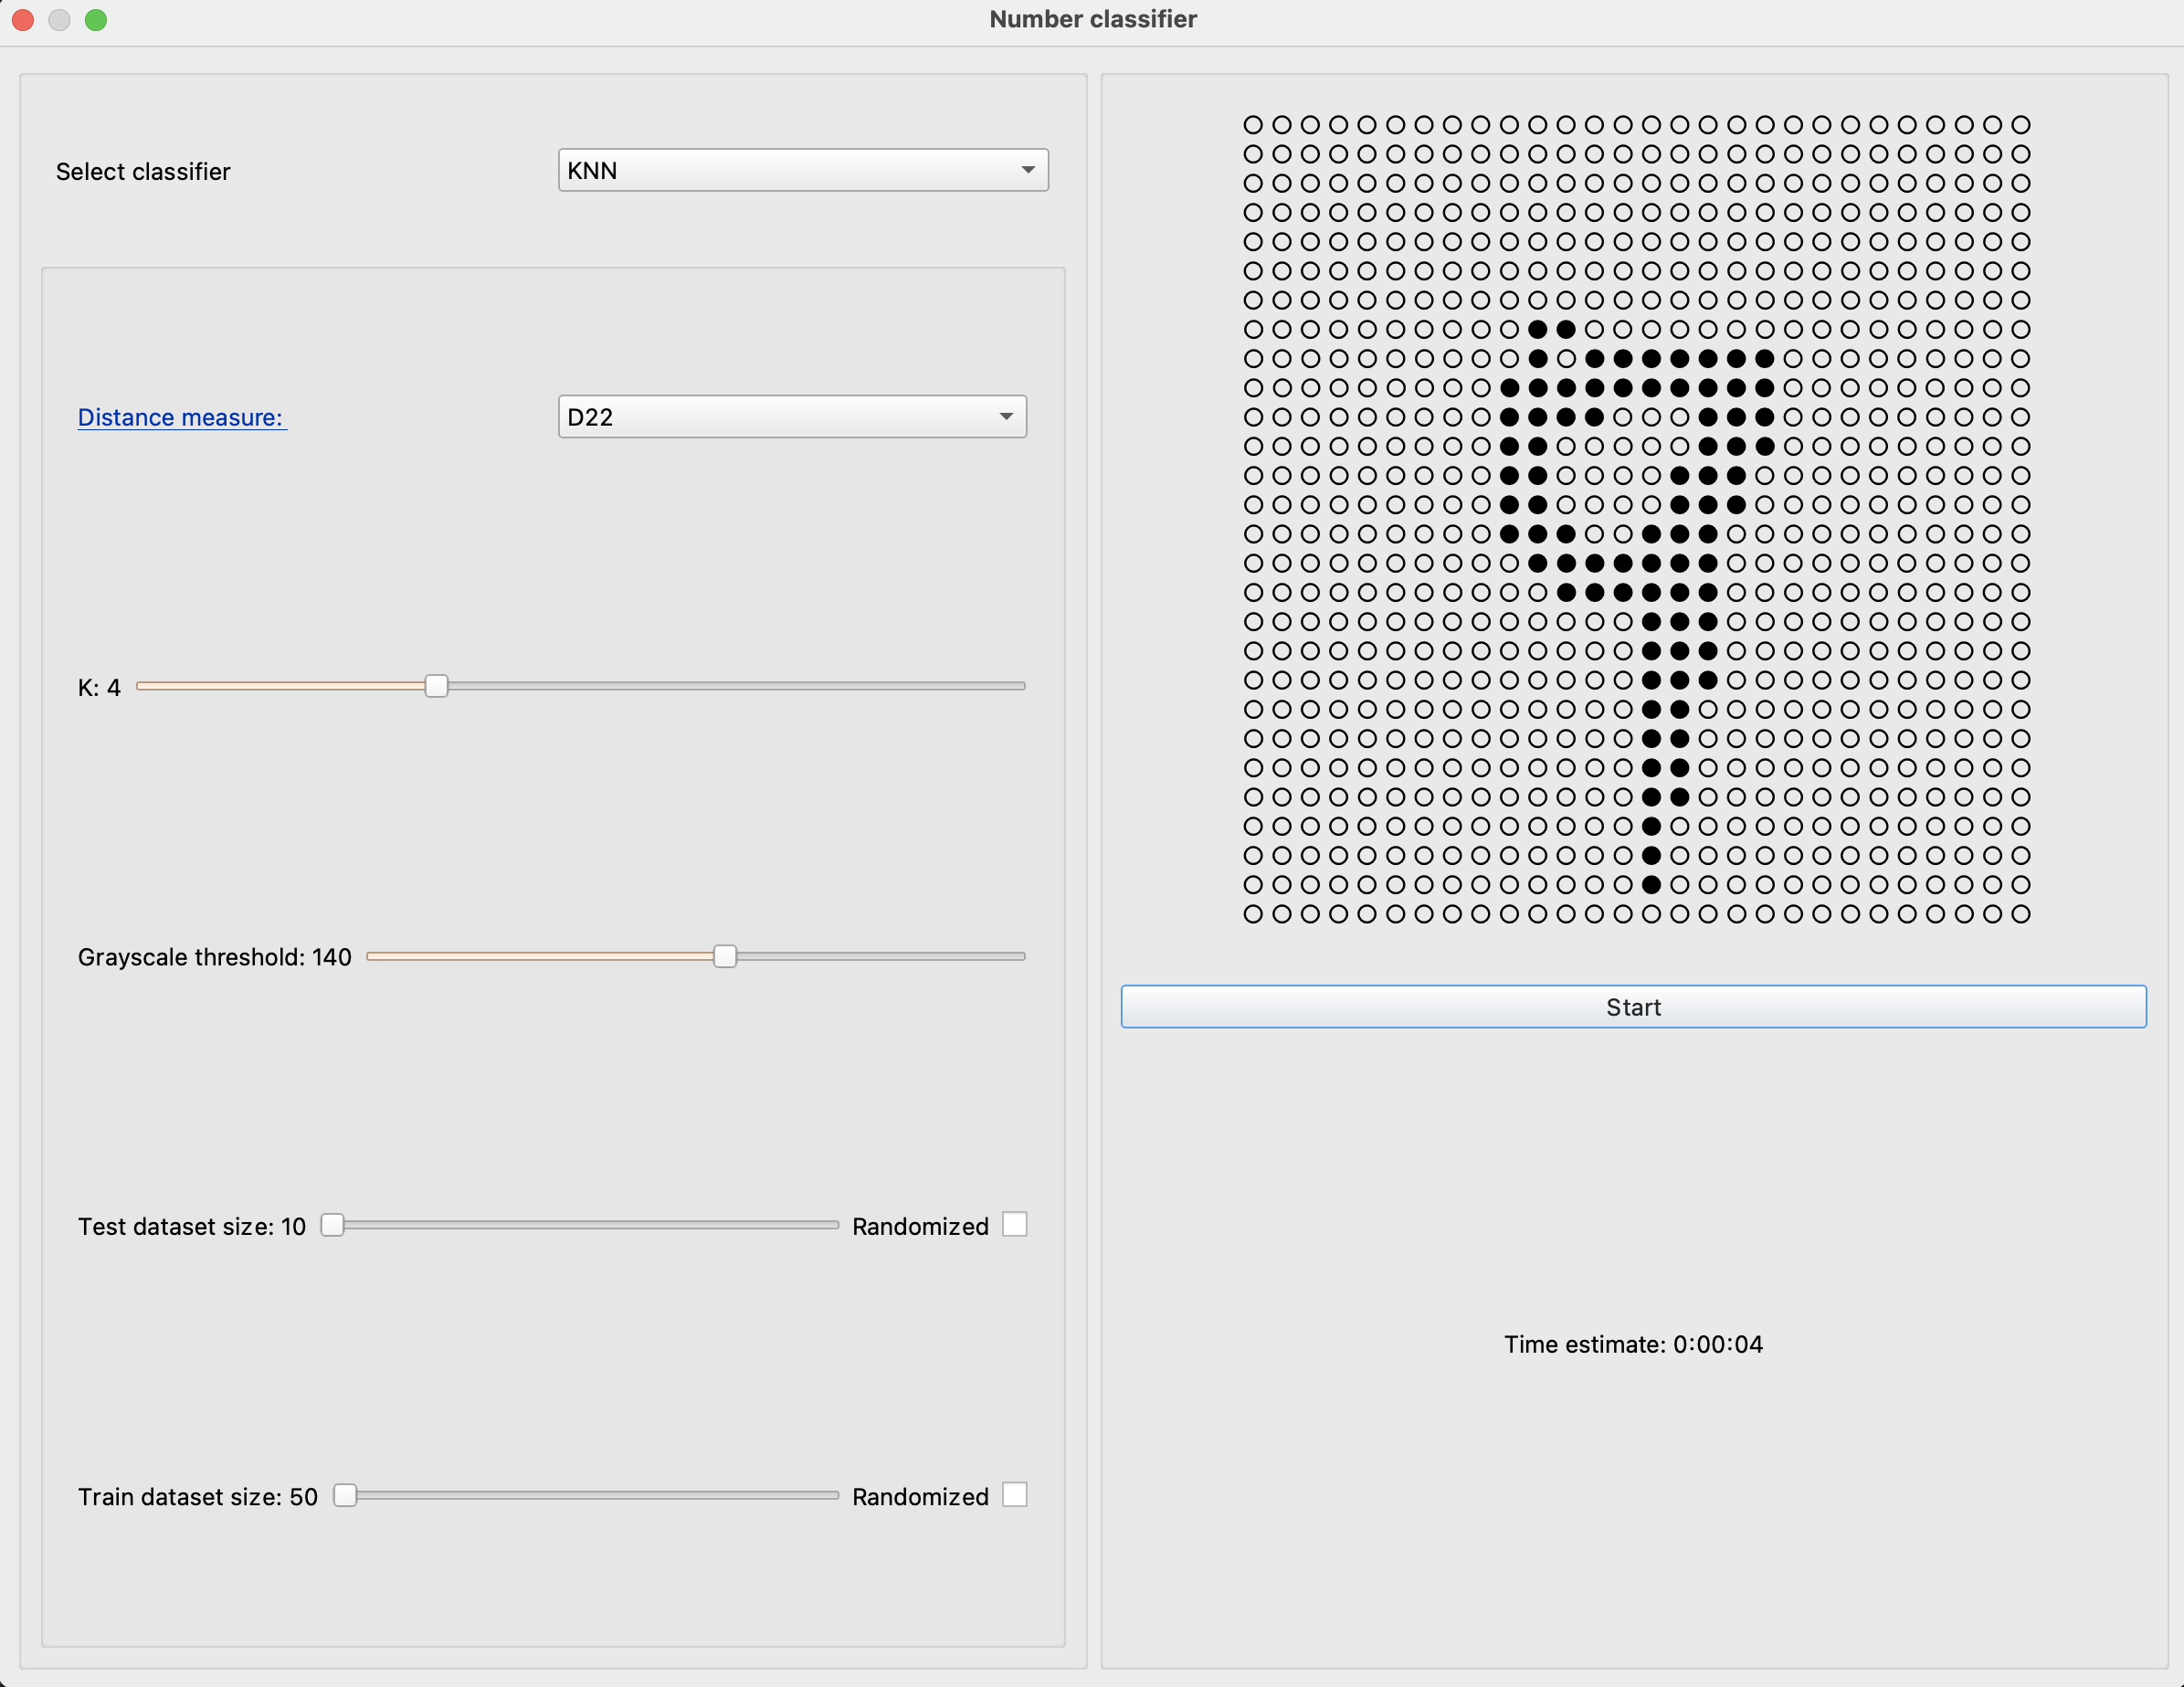 Number classifier
Select classifier
KNN
Distance measure:
D22
K: 4
Grayscale threshold: 140
Test dataset size: 10
Randomized
Train dataset size: 50
Randomized
Start
Time estimate: 0:00:04